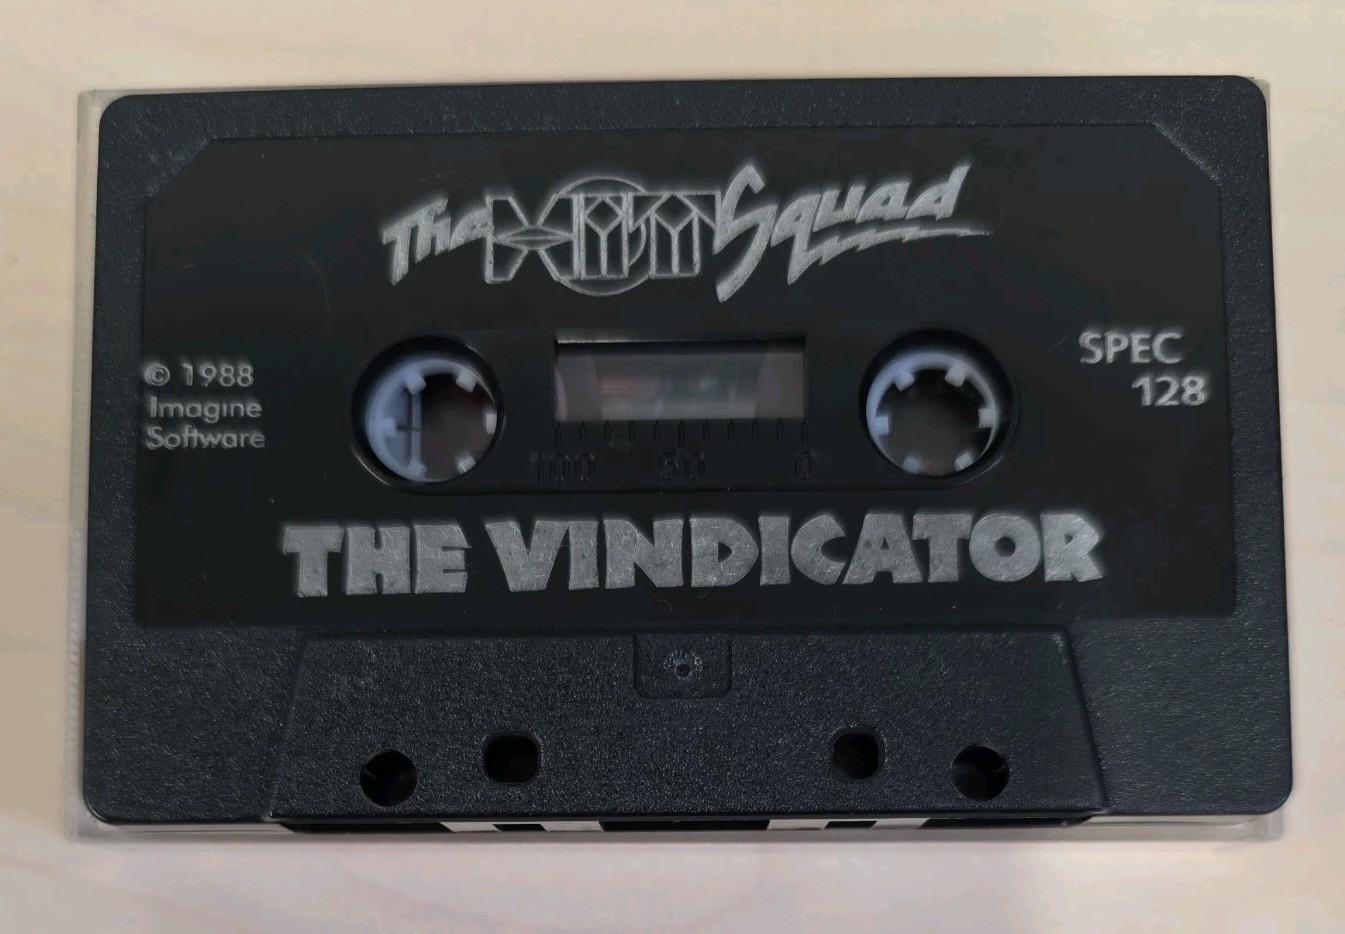 The Hit Squad
© 1988
Imagine
Software
SPEC
128
100 50 0
THE VINDICATOR